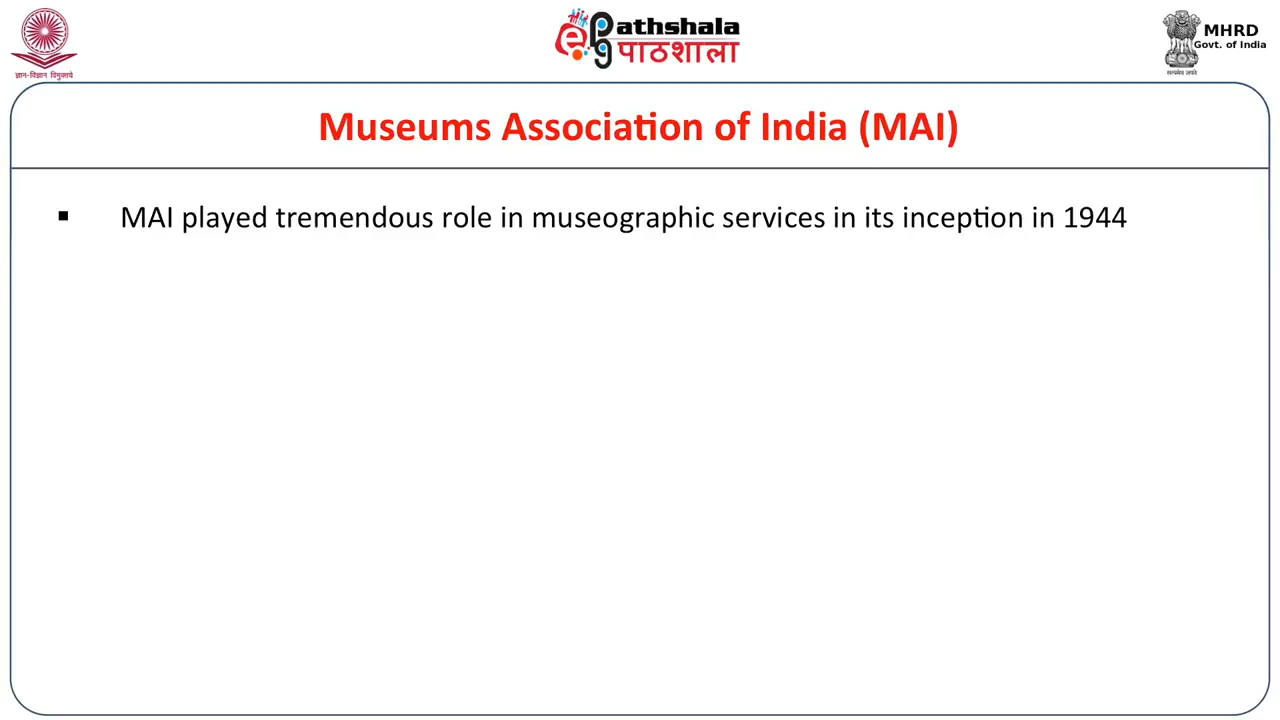 ज्ञान-विज्ञान विमुक्तये
ePathshala
पाठशाला
MHRD
Govt. of India
सत्यमेव जयते
Museums Association of India (MAI)
▪ MAI played tremendous role in museographic services in its inception in 1944